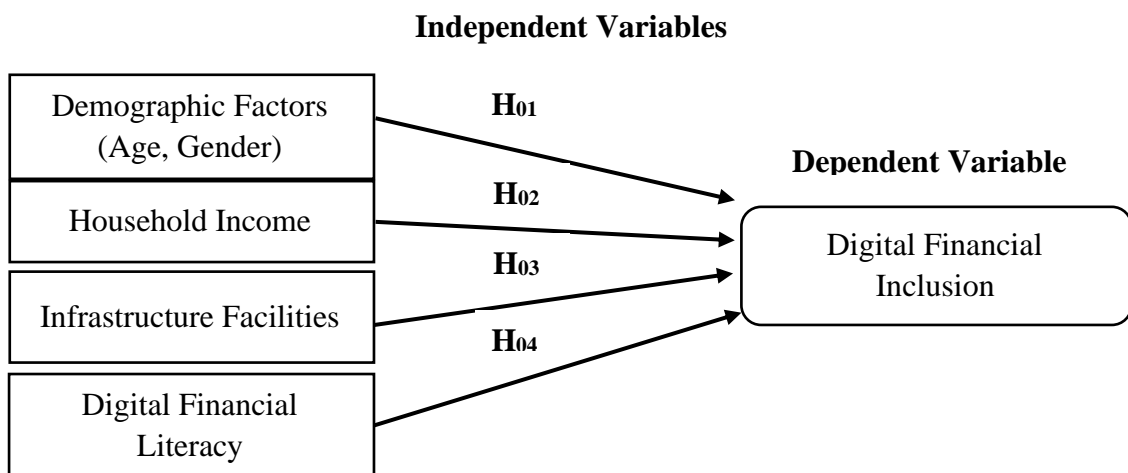 Independent Variables
Demographic Factors
(Age, Gender)
H01
Dependent Variable
Household Income
H02
Digital Financial
Inclusion
H03
Infrastructure Facilities
H04
Digital Financial
Literacy